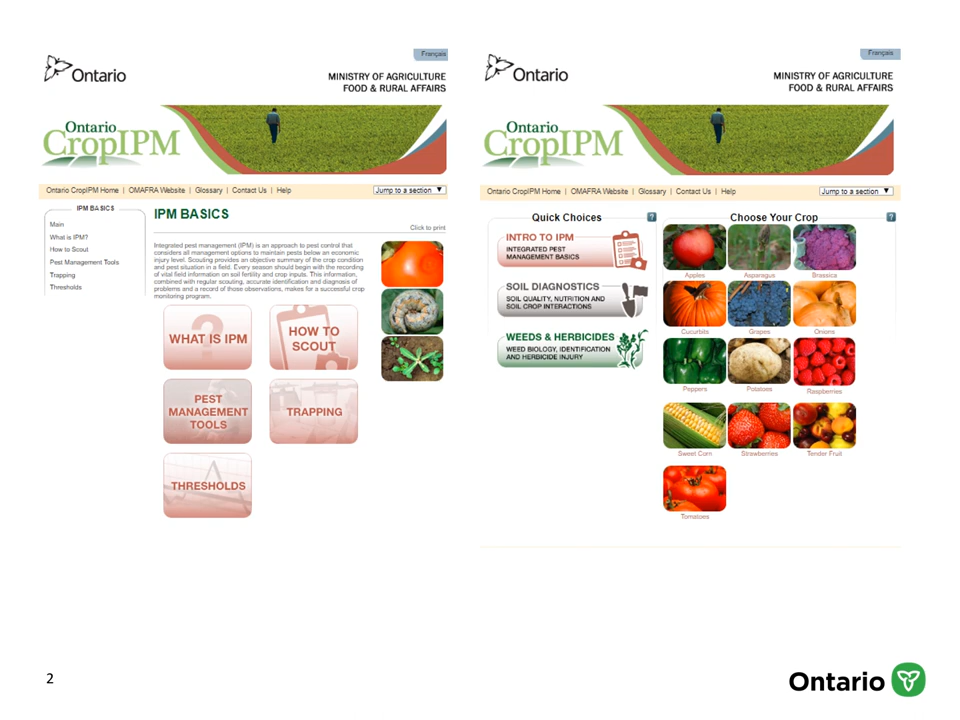 Français
Ontario
MINISTRY OF AGRICULTURE
FOOD & RURAL AFFAIRS
Ontario
CropIPM
Ontario CropIPM Home | OMAFRA Website | Glossary | Contact Us | Help
Jump to a section ▼
IPM BASICS
Main
What is IPM?
How to Scout
Pest Management Tools
Trapping
Thresholds
IPM BASICS
Click to print
Integrated pest management (IPM) is an approach to pest control that
considers all management options to maintain pests below an economic
injury level. Scouting provides an objective summary of the crop condition
and pest situation in a field. Every season should begin with the recording
of vital field information on soil fertility and crop inputs. This information,
combined with regular scouting, accurate identification and diagnosis of
problems and a record of those observations, makes for a successful crop
monitoring program.
?
WHAT IS IPM
HOW TO
SCOUT
PEST
MANAGEMENT
TOOLS
TRAPPING
THRESHOLDS
Français
Ontario
MINISTRY OF AGRICULTURE
FOOD & RURAL AFFAIRS
Ontario
CropIPM
Ontario CropIPM Home | OMAFRA Website | Glossary | Contact Us | Help
Jump to a section ▼
Quick Choices
?
INTRO TO IPM
INTEGRATED PEST
MANAGEMENT BASICS
SOIL DIAGNOSTICS
SOIL QUALITY, NUTRITION AND
SOIL CROP INTERACTIONS
WEEDS & HERBICIDES
WEED BIOLOGY, IDENTIFICATION
AND HERBICIDE INJURY
Choose Your Crop
?
Apples
Asparagus
Brassica
Cucurbits
Grapes
Onions
Peppers
Potatoes
Raspberries
Sweet Corn
Strawberries
Tender Fruit
Tomatoes
2
Ontario